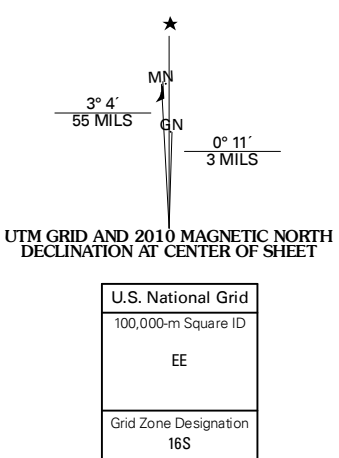 ★
MN
3° 4´
55 MILS
GN
0° 11´
3 MILS
UTM GRID AND 2010 MAGNETIC NORTH
DECLINATION AT CENTER OF SHEET
U.S. National Grid
100,000-m Square ID
EE
Grid Zone Designation
16S